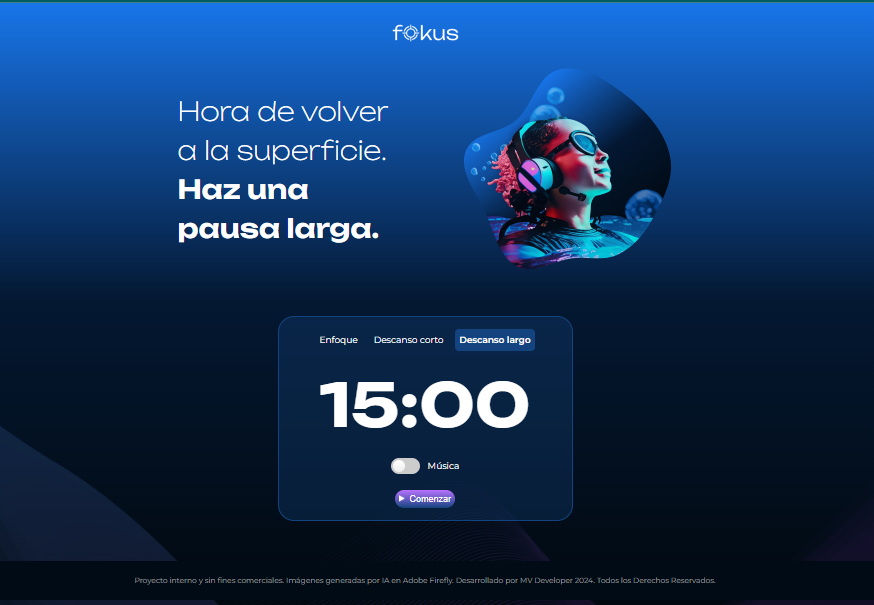 fokus
Hora de volver
a la superficie.
Haz una
pausa larga.
Enfoque Descanso corto Descanso largo
15:00
Música
Comenzar
Proyecto interno y sin fines comerciales. Imágenes generadas por IA en Adobe Firefly. Desarrollado por MV Developer 2024. Todos los Derechos Reservados.